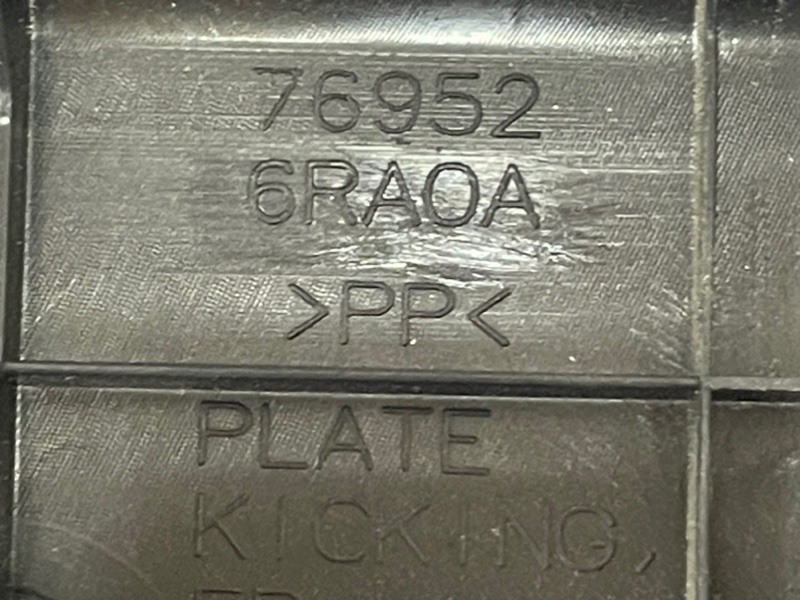 76952
6RA0A
>PP<
PLATE
KICKING,